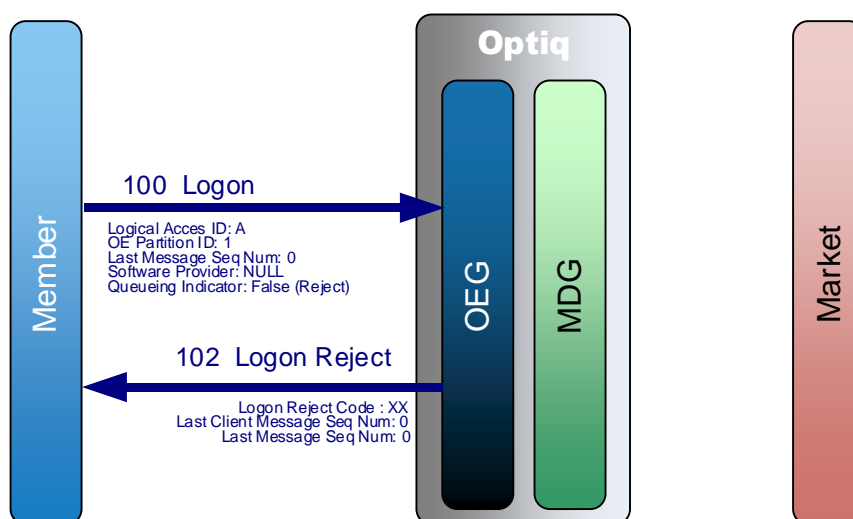 Optiq
100 Logon
Logical Acces ID: A
OE Partition ID: 1
Last Message Seq Num: 0
Software Provider: NULL
Queueing Indicator: False (Reject)
102 Logon Reject
Logon Reject Code : XX
Last Client Message Seq Num: 0
Last Message Seq Num: 0
Member
OEG
MDG
Market